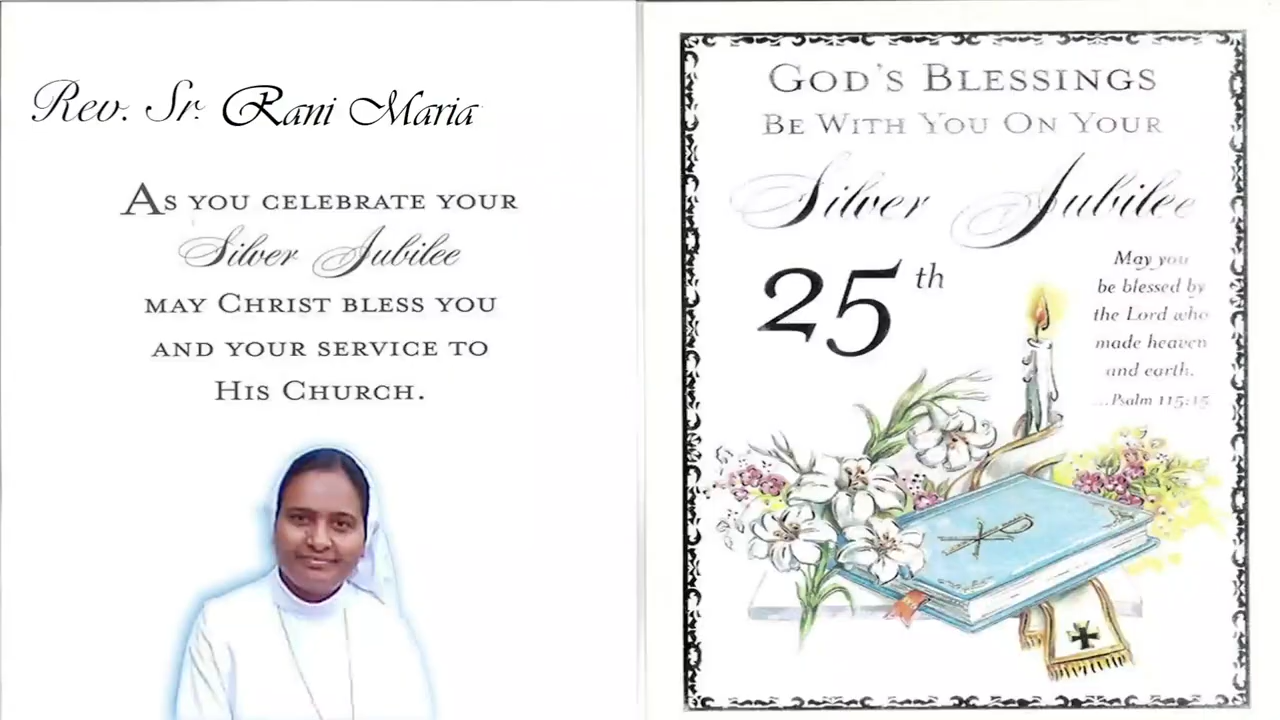 Rev. Sr. Rani Maria
As you celebrate your
Silver Jubilee
may Christ bless you
and your service to
His Church.
God's Blessings
Be With You On Your
Silver Jubilee
25th
May you
be blessed by
the Lord who
made heaven
and earth.
...Psalm 115:15